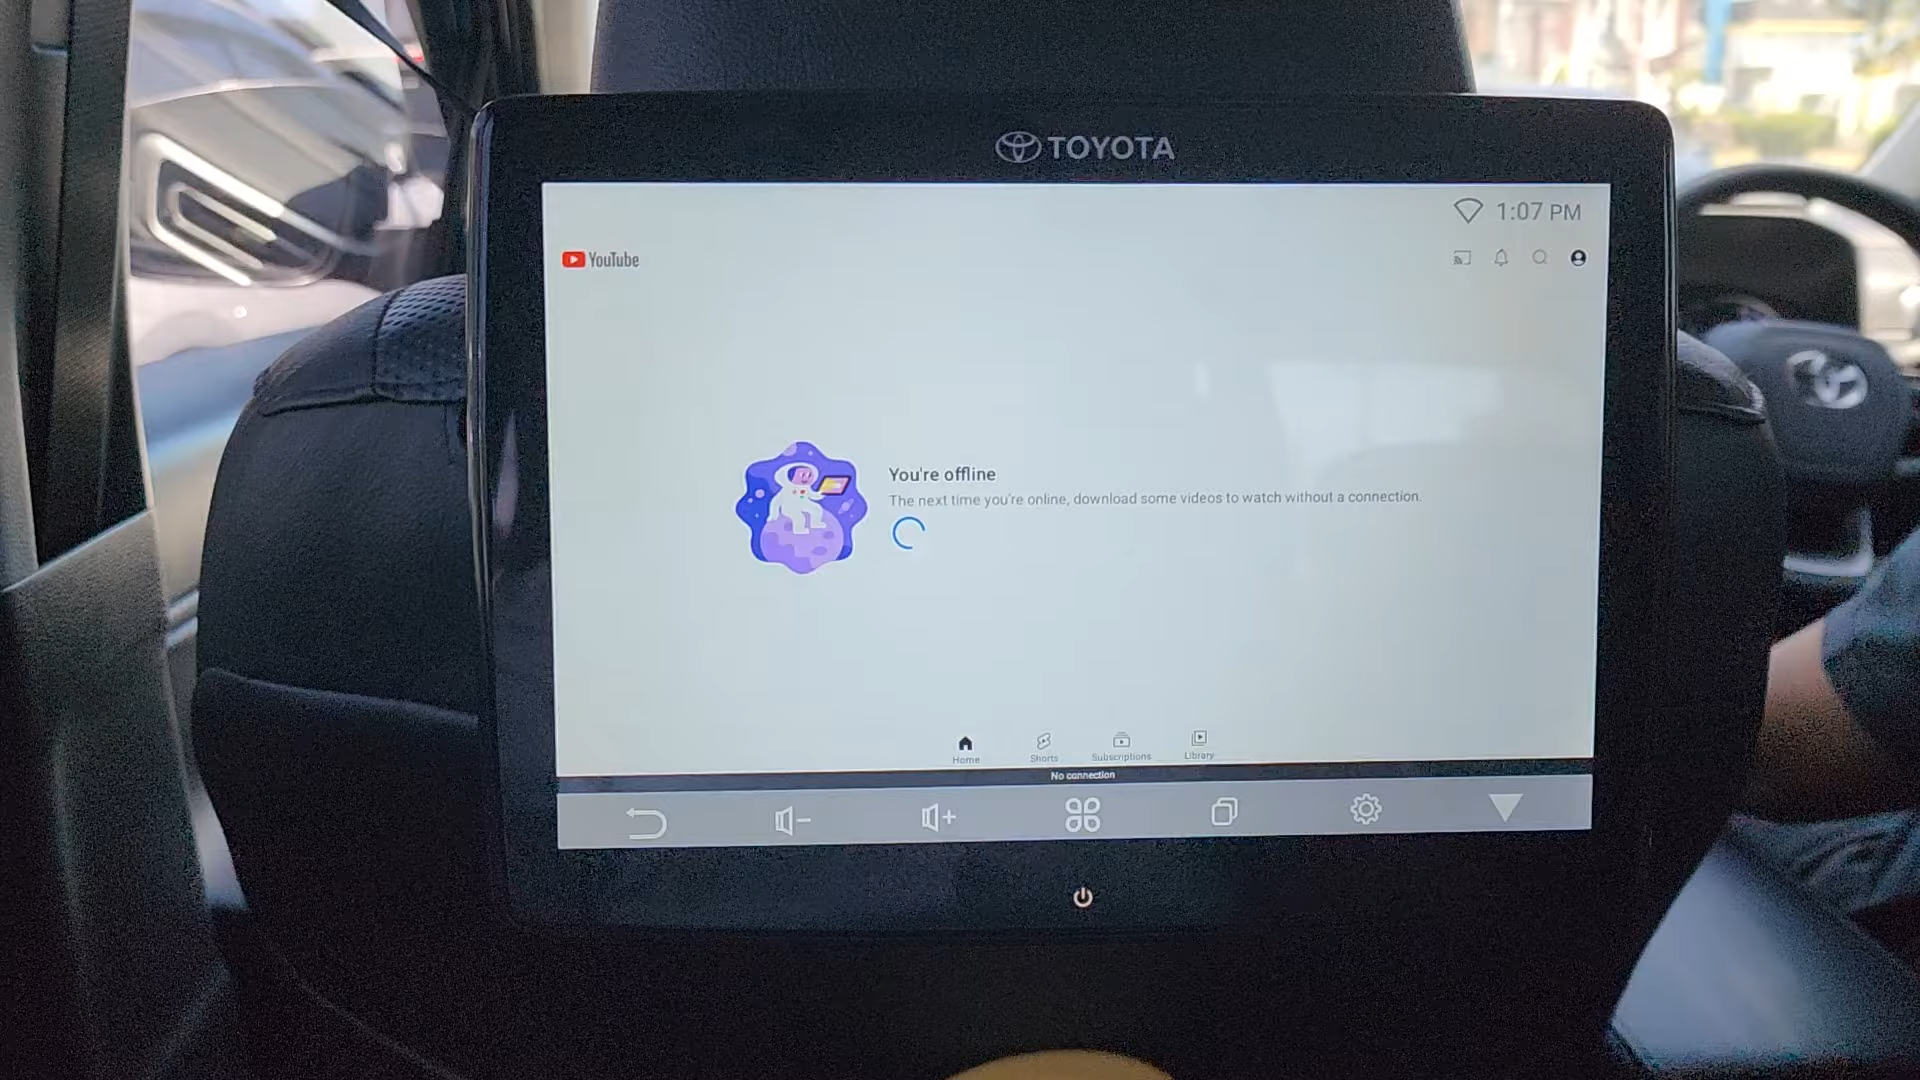 TOYOTA
1:07 PM
YouTube
You're offline
The next time you're online, download some videos to watch without a connection.
Home
Shorts
Subscriptions
Library
No connection